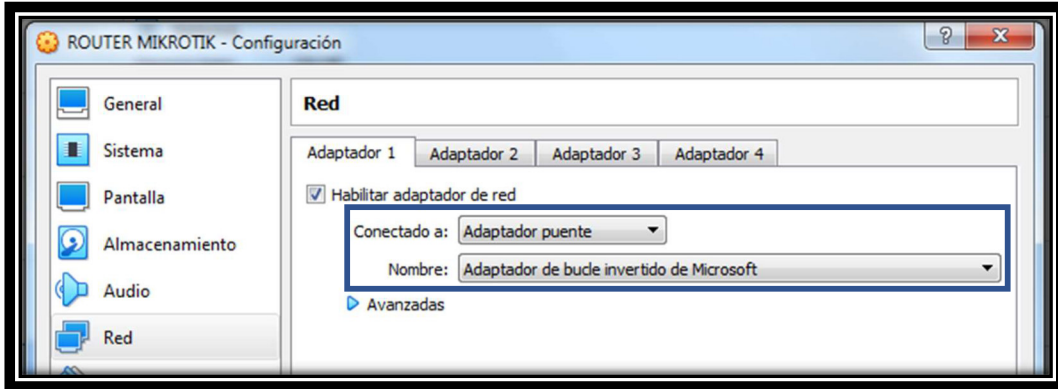 ROUTER MIKROTIK - Configuración
General
Sistema
Pantalla
Almacenamiento
Audio
Red
Red
Adaptador 1 Adaptador 2 Adaptador 3 Adaptador 4
Habilitar adaptador de red
Conectado a: Adaptador puente
Nombre: Adaptador de bucle invertido de Microsoft
Avanzadas